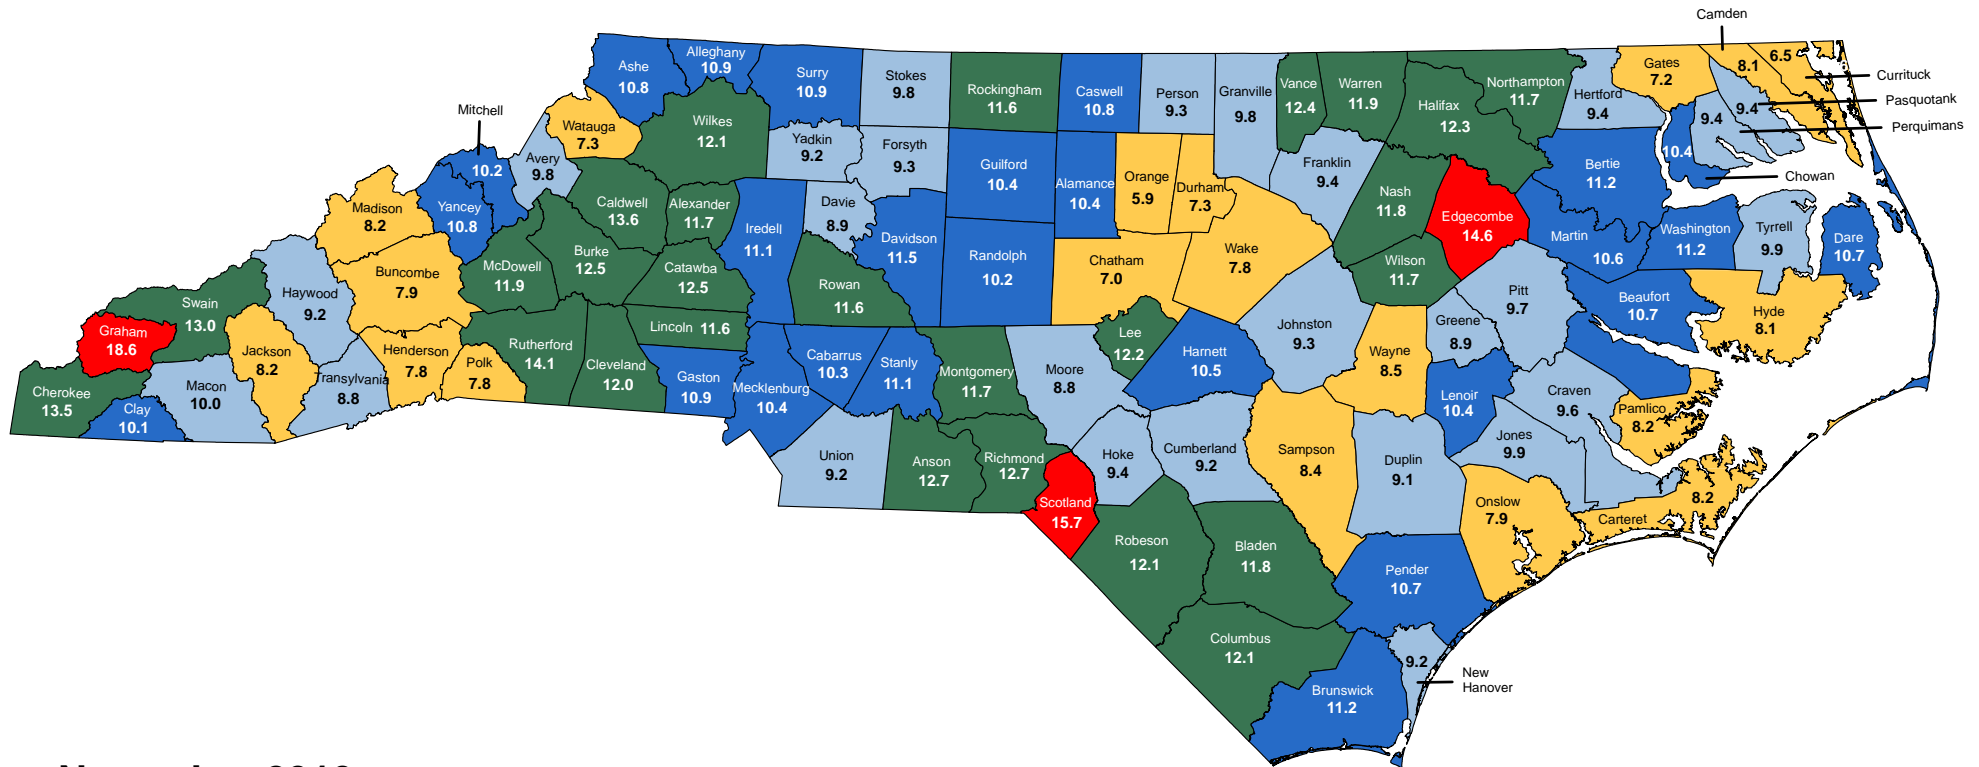 Camden
Alleghany
10.9
Ashe
10.8
Surry
10.9
Stokes
9.8
Rockingham
11.6
Caswell
10.8
Person
9.3
Granville
9.8
Vance
12.4
Warren
11.9
Halifax
12.3
Northampton
11.7
Hertford
9.4
Gates
7.2
8.1
6.5
Currituck
9.4
Pasquotank
9.4
Perquimans
Mitchell
10.2
Avery
9.8
Watauga
7.3
Wilkes
12.1
Yadkin
9.2
Forsyth
9.3
Guilford
10.4
Alamance
10.4
Orange
5.9
Durham
7.3
Franklin
9.4
Nash
11.8
Edgecombe
14.6
Bertie
11.2
10.4
Chowan
Madison
8.2
Yancey
10.8
Caldwell
13.6
Alexander
11.7
Iredell
11.1
Davie
8.9
Davidson
11.5
Randolph
10.2
Chatham
7.0
Wake
7.8
Wilson
11.7
Martin
10.6
Washington
11.2
Tyrrell
9.9
Dare
10.7
Buncombe
7.9
McDowell
11.9
Burke
12.5
Catawba
12.5
Rowan
11.6
Haywood
9.2
Swain
13.0
Graham
18.6
Jackson
8.2
Henderson
7.8
Polk
7.8
Rutherford
14.1
Cleveland
12.0
Lincoln 11.6
Gaston
10.9
Mecklenburg
10.4
Cabarrus
10.3
Stanly
11.1
Montgomery
11.7
Moore
8.8
Lee
12.2
Harnett
10.5
Johnston
9.3
Wayne
8.5
Greene
8.9
Pitt
9.7
Beaufort
10.7
Hyde
8.1
Cherokee
13.5
Clay
10.1
Macon
10.0
Transylvania
8.8
Union
9.2
Anson
12.7
Richmond
12.7
Scotland
15.7
Hoke
9.4
Cumberland
9.2
Sampson
8.4
Duplin
9.1
Lenoir
10.4
Craven
9.6
Jones
9.9
Pamlico
8.2
Onslow
7.9
Carteret
8.2
Robeson
12.1
Bladen
11.8
Pender
10.7
Columbus
12.1
Brunswick
11.2
9.2
New
Hanover